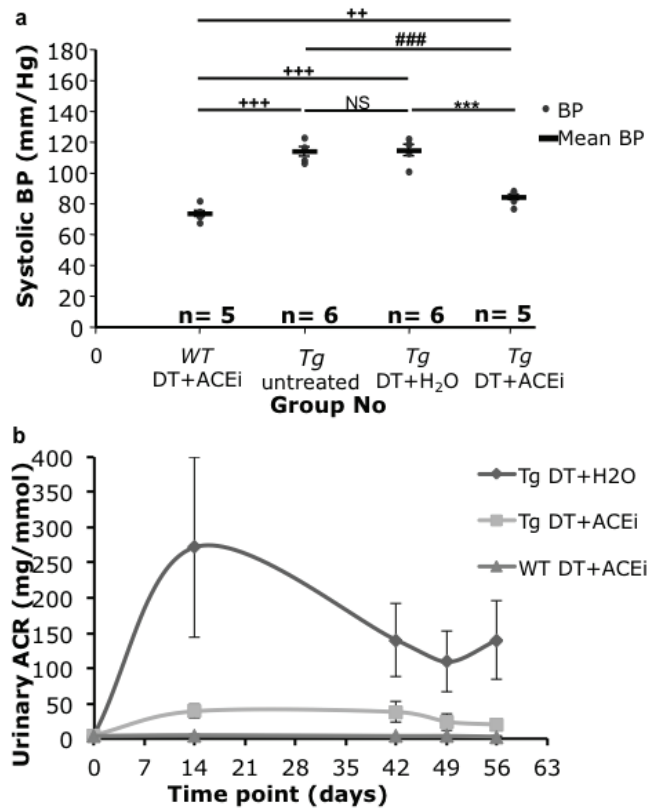 a
++
###
+++
+++
NS
***
Systolic BP (mm/Hg)
180
160
140
120
100
80
60
40
20
0
BP
Mean BP
n= 5
n= 6
n= 6
n= 5
0
WT
DT+ACEi
Tg
untreated
Tg
DT+H₂O
Tg
DT+ACEi
Group No
b
Urinary ACR (mg/mmol)
400
350
300
250
200
150
100
50
0
Tg DT+H2O
Tg DT+ACEi
WT DT+ACEi
0 7 14 21 28 35 42 49 56 63
Time point (days)